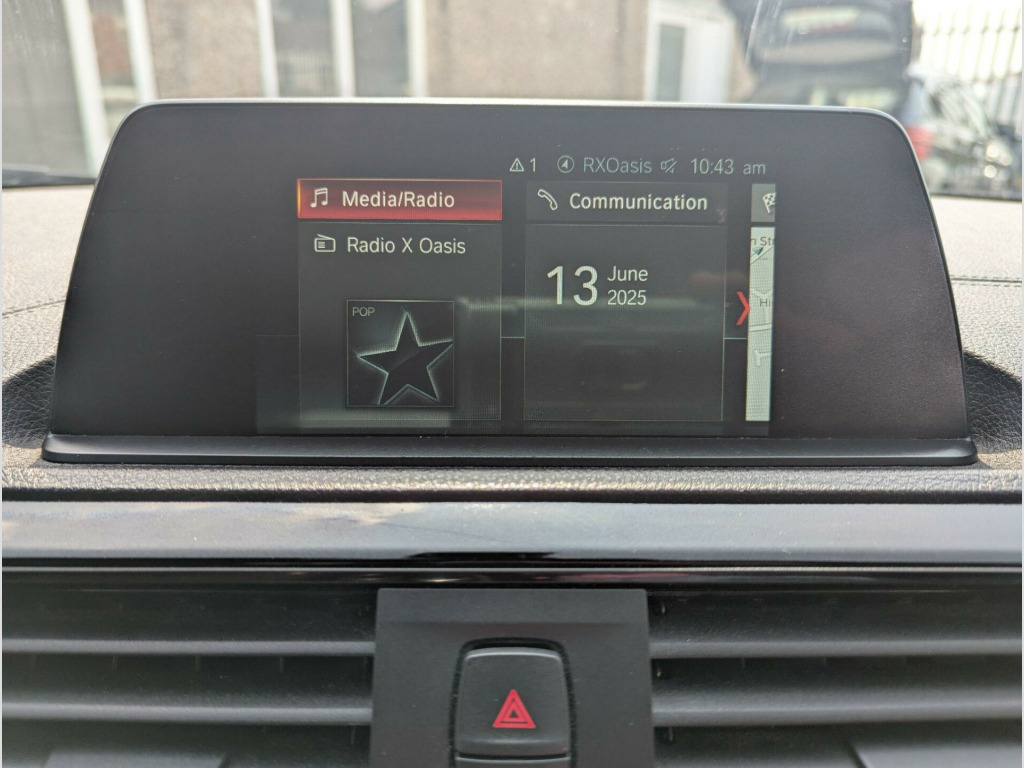 1 RXOasis 10:43 am
Media/Radio
Radio X Oasis
POP
Communication
13 June
2025